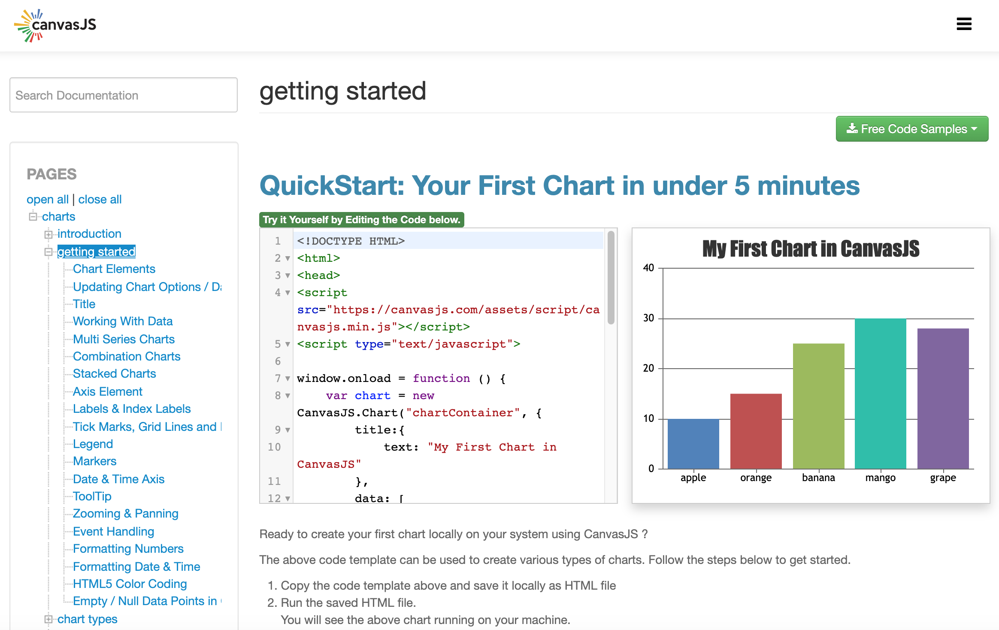 canvasJS
Search Documentation
PAGES
open all | close all
charts
introduction
getting started
Chart Elements
Updating Chart Options /
Title
Working With Data
Multi Series Charts
Combination Charts
Stacked Charts
Axis Element
Labels & Index Labels
Tick Marks, Grid Lines and
Legend
Markers
Date & Time Axis
ToolTip
Zooming & Panning
Event Handling
Formatting Numbers
Formatting Date & Time
HTML5 Color Coding
Empty / Null Data Points in
chart types
getting started
Free Code Samples
QuickStart: Your First Chart in under 5 minutes
Try it Yourself by Editing the Code below.
1 <!DOCTYPE HTML>
2 <html>
3 <head>
4 <script
src="https://canvasjs.com/assets/script/ca
nvasjs.min.js"></script>
5 <script type="text/javascript">
6
7 window.onload = function () {
8 var chart = new
CanvasJS.Chart("chartContainer", {
9 title:{
10 text: "My First Chart in
CanvasJS"
11 },
12 data: [
My First Chart in CanvasJS
40
30
20
10
0
apple orange banana mango grape
Ready to create your first chart locally on your system using CanvasJS ?
The above code template can be used to create various types of charts. Follow the steps below to get started.
1. Copy the code template above and save it locally as HTML file
2. Run the saved HTML file.
You will see the above chart running on your machine.